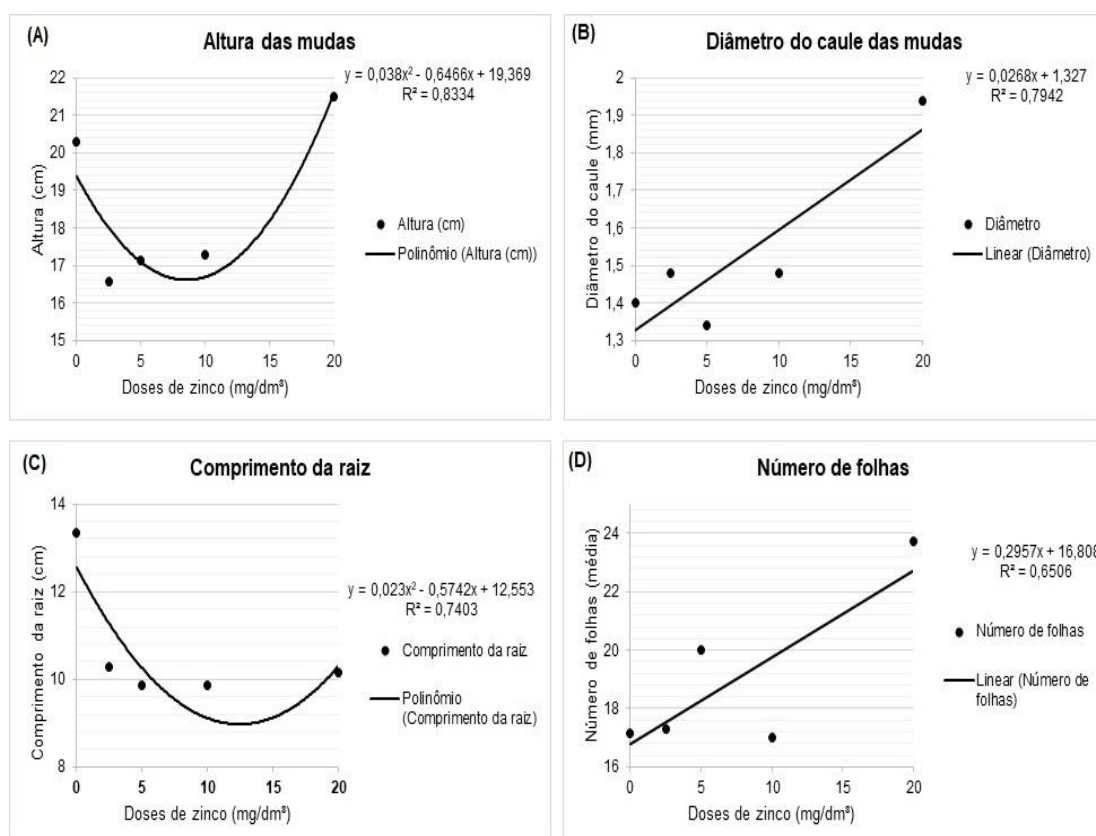 (A)
Altura das mudas
y = 0,038x² - 0,6466x + 19,369
R² = 0,8334
22
21
20
19
18
17
16
15
Altura (cm)
0
5
10
15
20
Doses de zinco (mg/dm³)
Altura (cm)
Polinômio (Altura (cm))
(B)
Diâmetro do caule das mudas
y = 0,0268x + 1,327
R² = 0,7942
2
1,9
1,8
1,7
1,6
1,5
1,4
1,3
Diâmetro do caule (mm)
0
5
10
15
20
Doses de zinco (mg/dm³)
Diâmetro
Linear (Diâmetro)
(C)
Comprimento da raiz
14
12
10
8
Comprimento da raiz (cm)
0
5
10
15
20
Doses de zinco (mg/dm³)
y = 0,023x² - 0,5742x + 12,553
R² = 0,7403
Comprimento da raiz
Polinômio
(Comprimento da raiz)
(D)
Número de folhas
24
22
20
18
16
Número de folhas (média)
0
5
10
15
20
Doses de zinco (mg/dm³)
y = 0,2957x + 16,808
R² = 0,6506
Número de folhas
Linear (Número de
folhas)